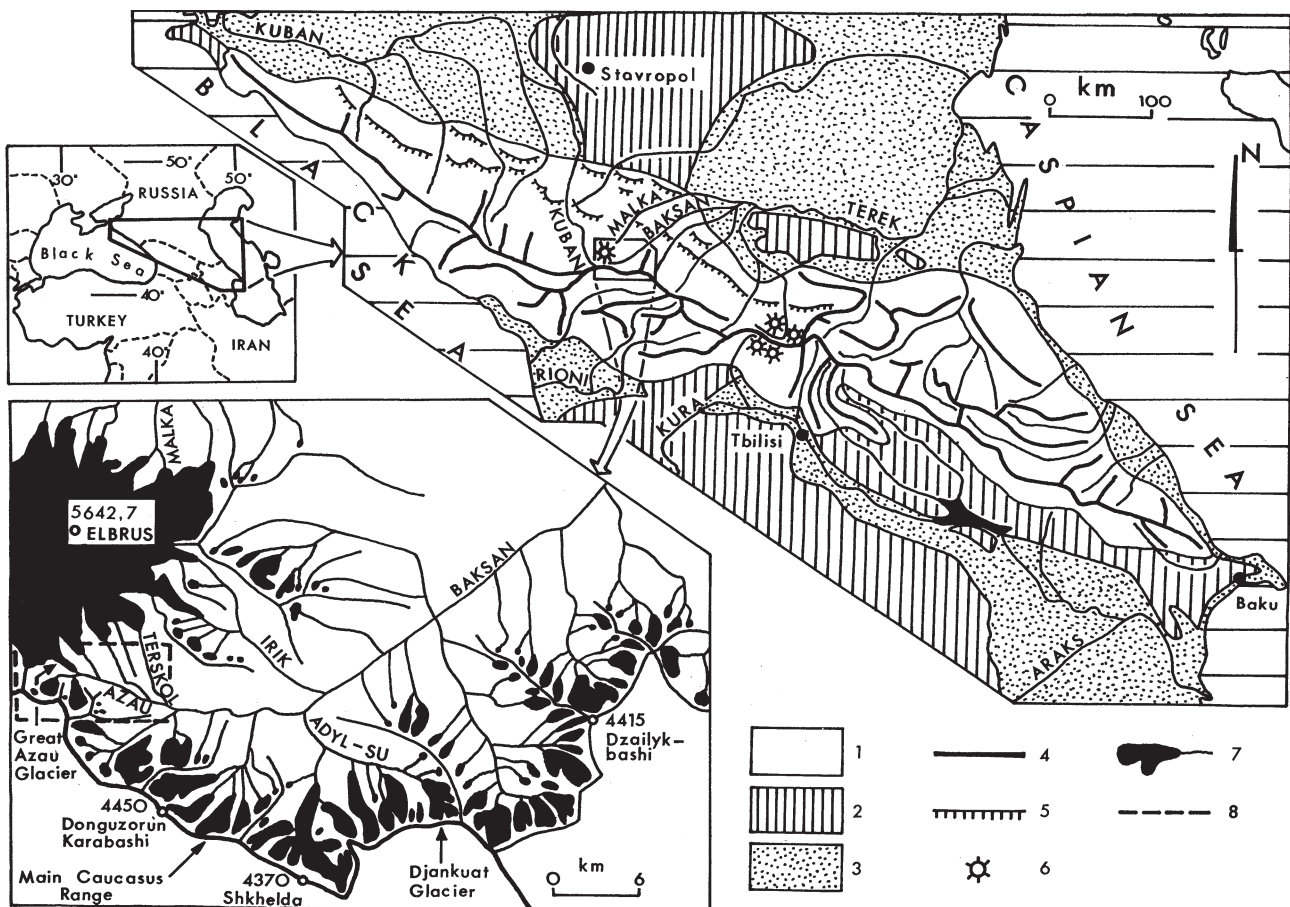 KUBAN
Stavropol
km
0 100
CASPIAN SEA
BLACK SEA
N
30°
50°
50°
RUSSIA
Black Sea
40°
TURKEY
40°
IRAN
KUBAN
MALKA
BAKSAN
TEREK
RIONI
KURA
Tbilisi
Baku
ARAKS
MALKA
5642,7
ELBRUS
BAKSAN
IRIK
TERSKOL
AZAU
ADYL-SU
Great
Azau
Glacier
4415
Dzailyk-
bashi
4450
Donguzorun
Karabashi
Main Caucasus
Range
4370
Shkhelda
Djankuat
Glacier
km
0 6
1
2
3
4
5
6
7
8